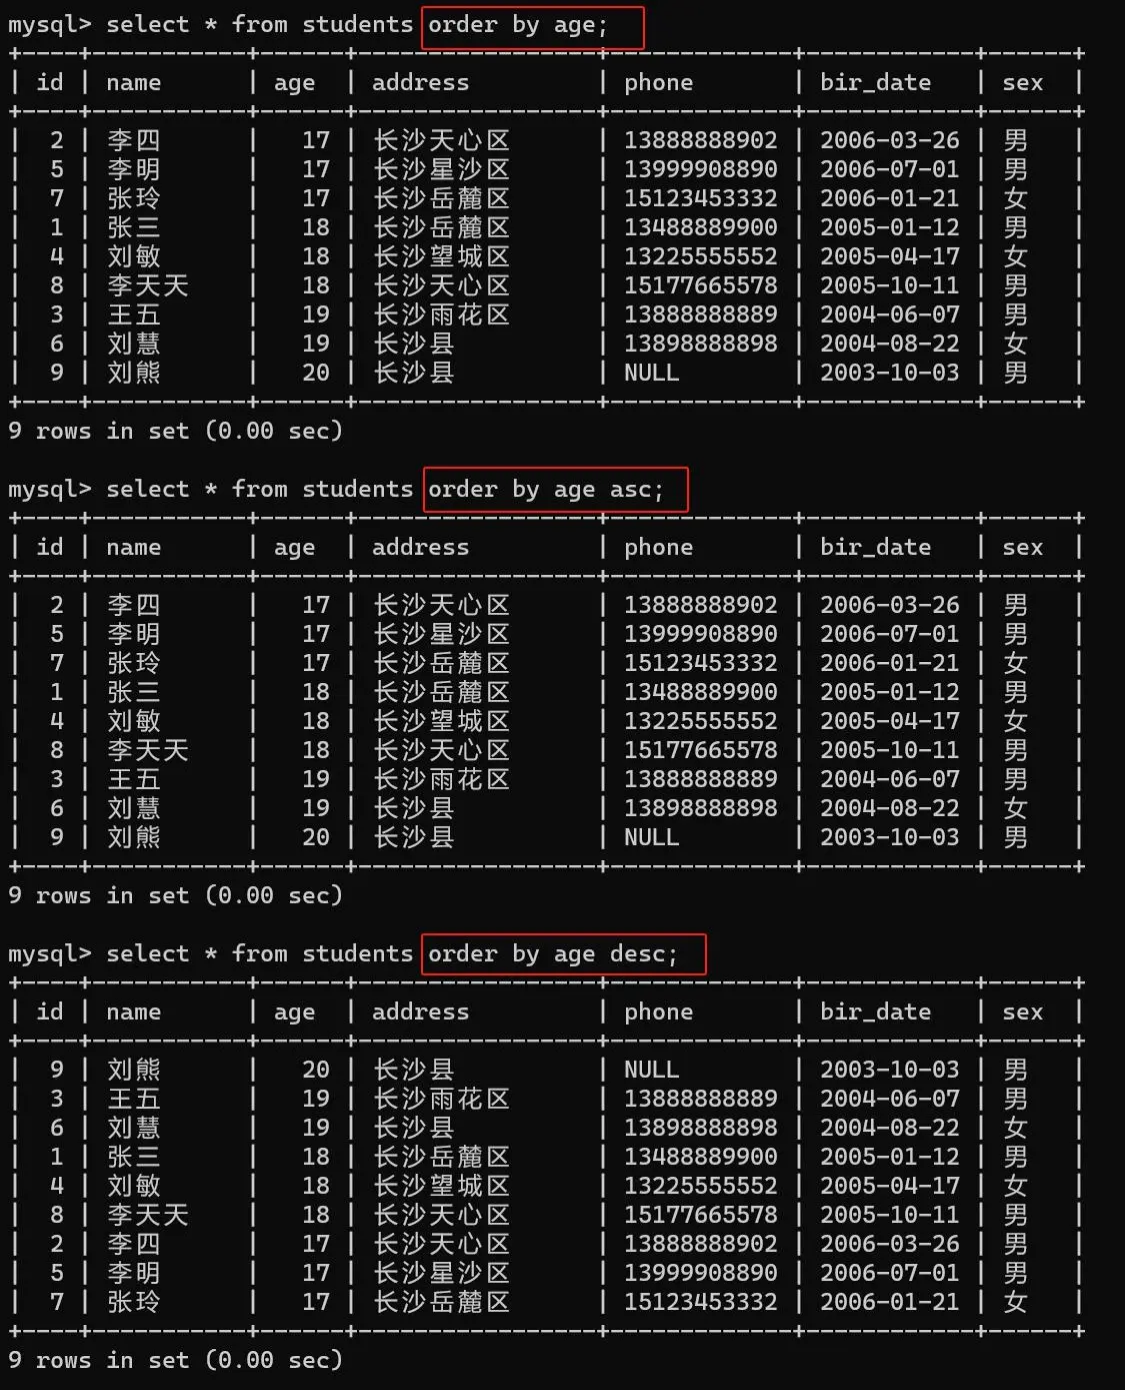 mysql> select * from students order by age;
+----+-----------+------+-----------------+-------------+------------+------+
| id | name | age | address | phone | bir_date | sex |
+----+-----------+------+-----------------+-------------+------------+------+
| 2 | 李四 | 17 | 长沙天心区 | 13888888902 | 2006-03-26 | 男 |
| 5 | 李明 | 17 | 长沙星沙区 | 13999908890 | 2006-07-01 | 男 |
| 7 | 张玲 | 17 | 长沙岳麓区 | 15123453332 | 2006-01-21 | 女 |
| 1 | 张三 | 18 | 长沙岳麓区 | 13488889900 | 2005-01-12 | 男 |
| 4 | 刘敏 | 18 | 长沙望城区 | 13225555552 | 2005-04-17 | 女 |
| 8 | 李天天 | 18 | 长沙天心区 | 15177665578 | 2005-10-11 | 男 |
| 3 | 王五 | 19 | 长沙雨花区 | 13888888889 | 2004-06-07 | 男 |
| 6 | 刘慧 | 19 | 长沙县 | 13898888898 | 2004-08-22 | 女 |
| 9 | 刘熊 | 20 | 长沙县 | NULL | 2003-10-03 | 男 |
+----+-----------+------+-----------------+-------------+------------+------+
9 rows in set (0.00 sec)
mysql> select * from students order by age asc;
+----+-----------+------+-----------------+-------------+------------+------+
| id | name | age | address | phone | bir_date | sex |
+----+-----------+------+-----------------+-------------+------------+------+
| 2 | 李四 | 17 | 长沙天心区 | 13888888902 | 2006-03-26 | 男 |
| 5 | 李明 | 17 | 长沙星沙区 | 13999908890 | 2006-07-01 | 男 |
| 7 | 张玲 | 17 | 长沙岳麓区 | 15123453332 | 2006-01-21 | 女 |
| 1 | 张三 | 18 | 长沙岳麓区 | 13488889900 | 2005-01-12 | 男 |
| 4 | 刘敏 | 18 | 长沙望城区 | 13225555552 | 2005-04-17 | 女 |
| 8 | 李天天 | 18 | 长沙天心区 | 15177665578 | 2005-10-11 | 男 |
| 3 | 王五 | 19 | 长沙雨花区 | 13888888889 | 2004-06-07 | 男 |
| 6 | 刘慧 | 19 | 长沙县 | 13898888898 | 2004-08-22 | 女 |
| 9 | 刘熊 | 20 | 长沙县 | NULL | 2003-10-03 | 男 |
+----+-----------+------+-----------------+-------------+------------+------+
9 rows in set (0.00 sec)
mysql> select * from students order by age desc;
+----+-----------+------+-----------------+-------------+------------+------+
| id | name | age | address | phone | bir_date | sex |
+----+-----------+------+-----------------+-------------+------------+------+
| 9 | 刘熊 | 20 | 长沙县 | NULL | 2003-10-03 | 男 |
| 3 | 王五 | 19 | 长沙雨花区 | 13888888889 | 2004-06-07 | 男 |
| 6 | 刘慧 | 19 | 长沙县 | 13898888898 | 2004-08-22 | 女 |
| 1 | 张三 | 18 | 长沙岳麓区 | 13488889900 | 2005-01-12 | 男 |
| 4 | 刘敏 | 18 | 长沙望城区 | 13225555552 | 2005-04-17 | 女 |
| 8 | 李天天 | 18 | 长沙天心区 | 15177665578 | 2005-10-11 | 男 |
| 2 | 李四 | 17 | 长沙天心区 | 13888888902 | 2006-03-26 | 男 |
| 5 | 李明 | 17 | 长沙星沙区 | 13999908890 | 2006-07-01 | 男 |
| 7 | 张玲 | 17 | 长沙岳麓区 | 15123453332 | 2006-01-21 | 女 |
+----+-----------+------+-----------------+-------------+------------+------+
9 rows in set (0.00 sec)